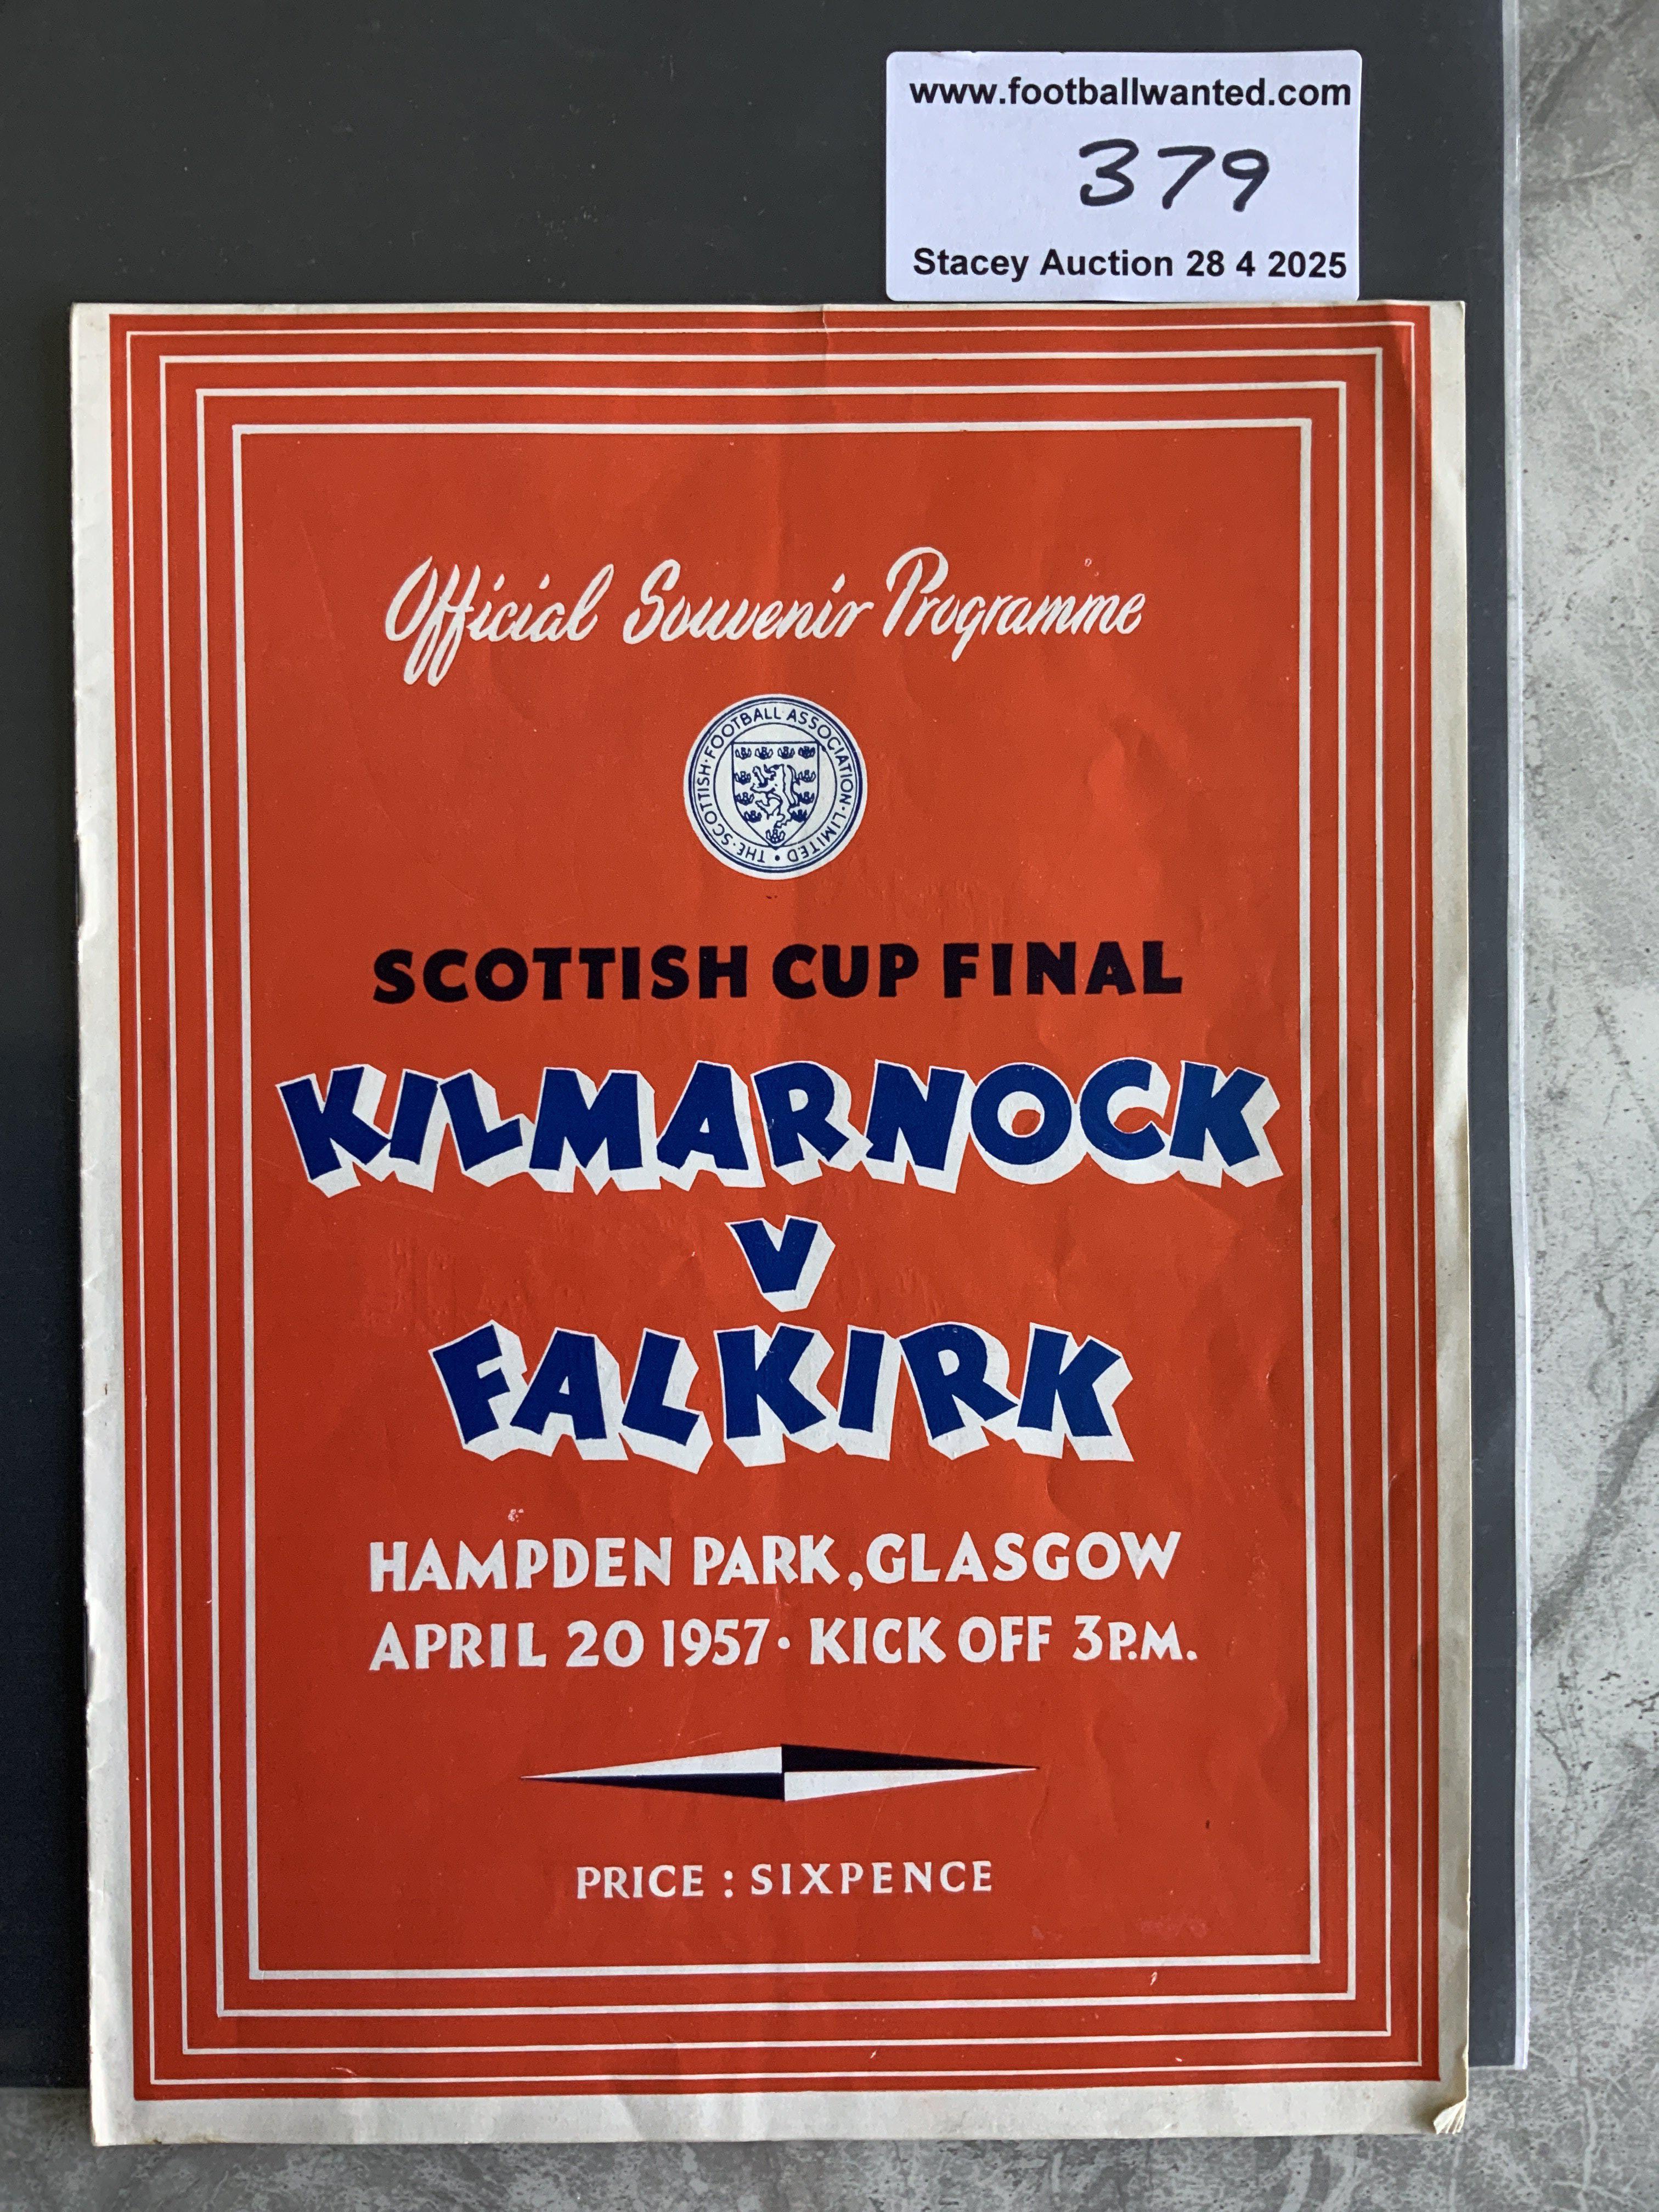 www.footballwanted.com
379
Stacey Auction 28 4 2025
Official Souvenir Programme
THE · SCOTTISH · FOOTBALL ASSOCIATION · LIMITED •
SCOTTISH CUP FINAL
KILMARNOCK
V
FALKIRK
HAMPDEN PARK, GLASGOW
APRIL 20 1957 · KICK OFF 3 P.M.
PRICE : SIXPENCE